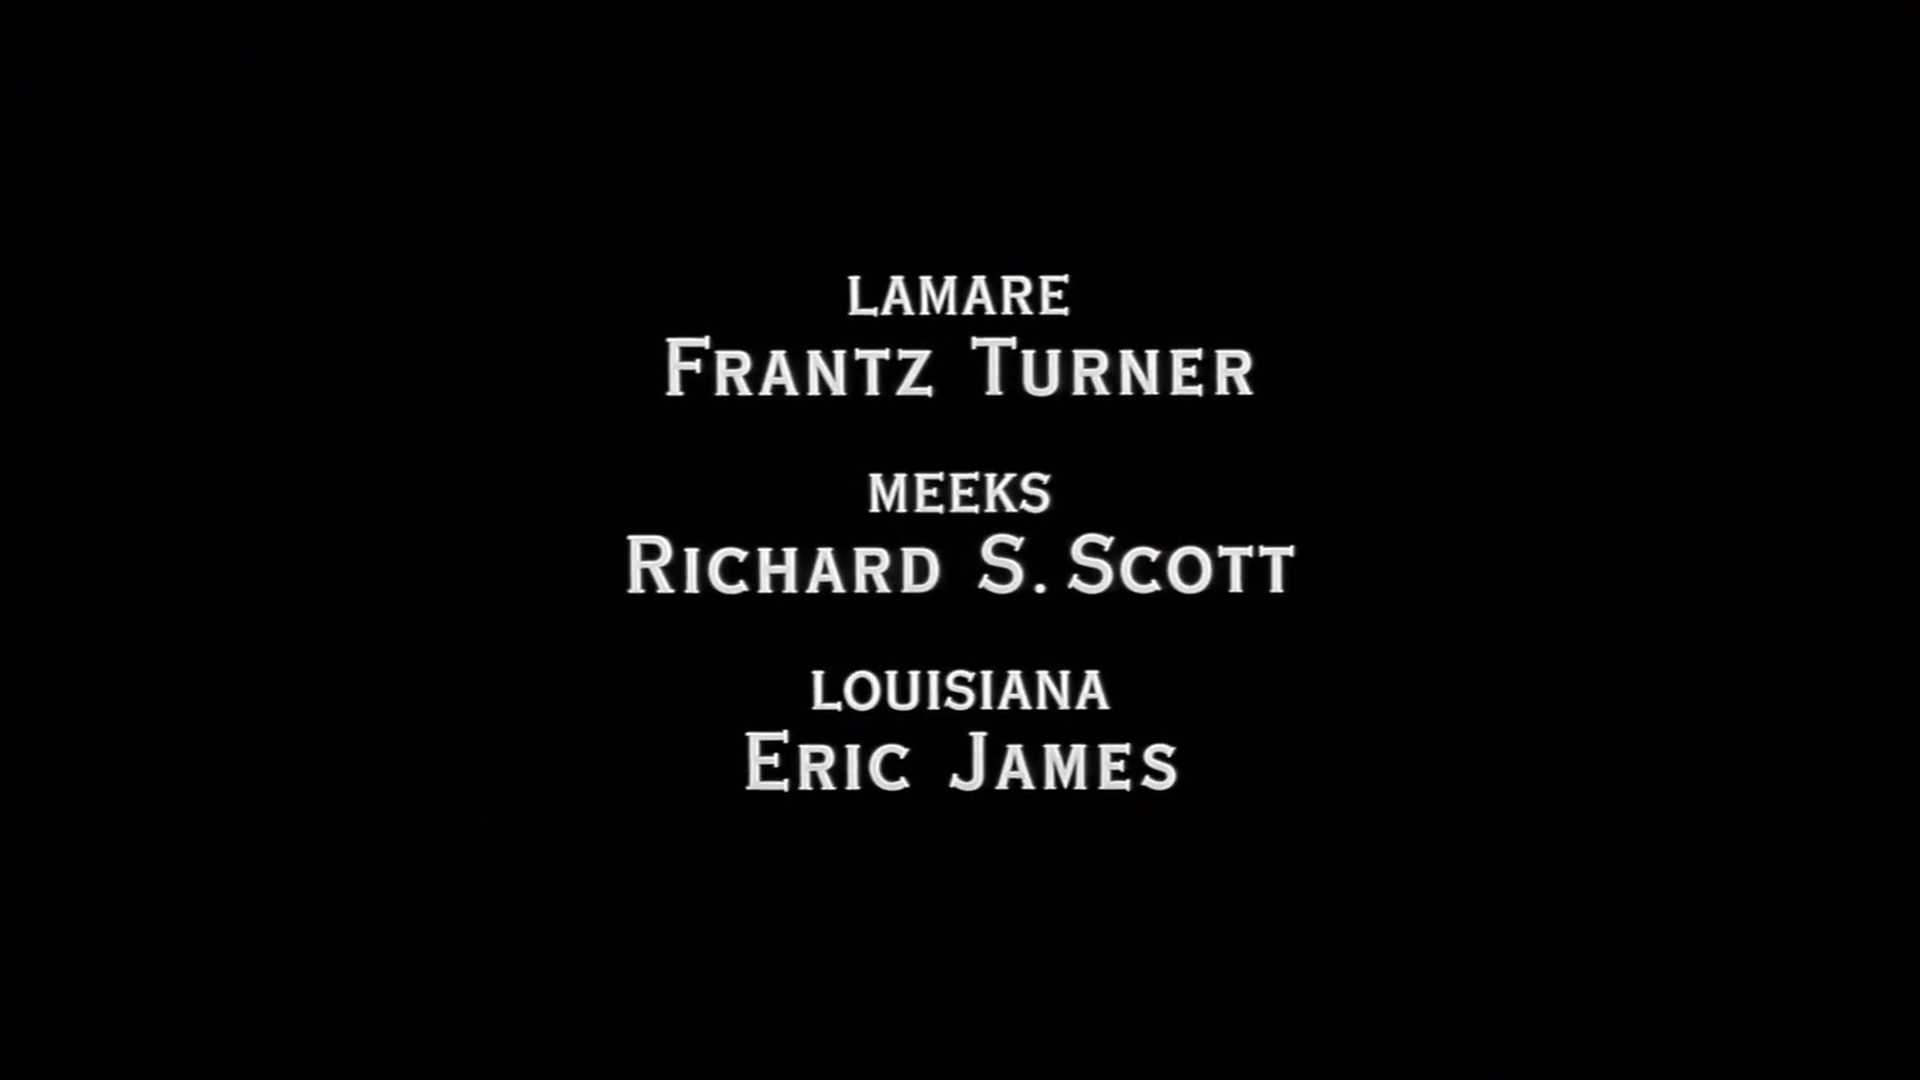 LAMARE
FRANTZ TURNER
MEEKS
RICHARD S. SCOTT
LOUISIANA
ERIC JAMES